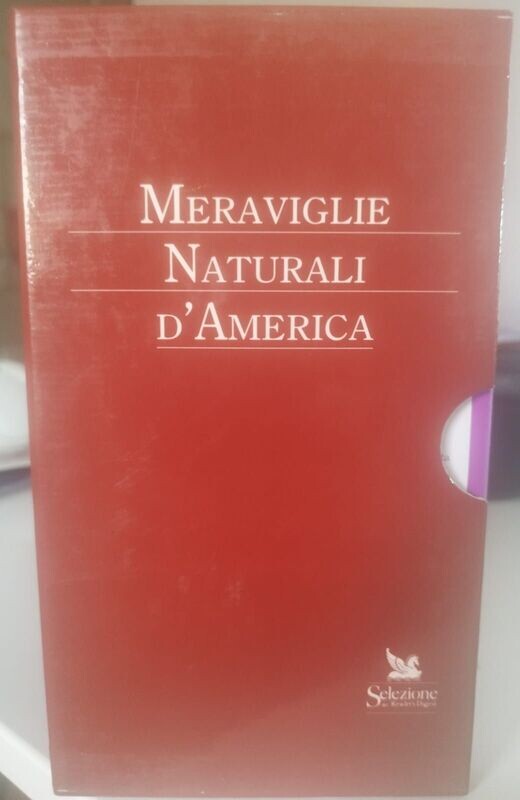 MERAVIGLIE
NATURALI
D'AMERICA
Selezione
dal Reader's Digest